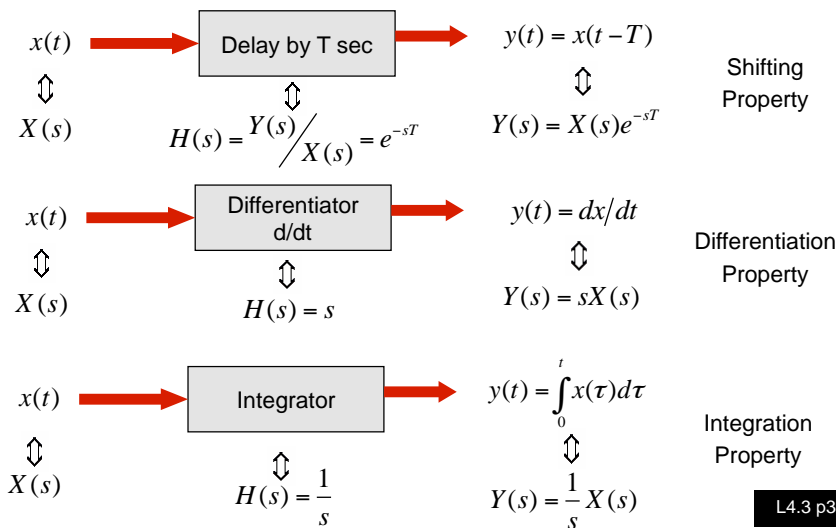 x(t) Delay by T sec y(t) = x(t − T)
Shifting Property
X(s) H(s) = Y(s)/X(s) = e^{−sT} Y(s) = X(s)e^{−sT}
x(t) Differentiator d/dt y(t) = dx/dt
Differentiation Property
X(s) H(s) = s Y(s) = sX(s)
x(t) Integrator y(t) = ∫_0^t x(τ)dτ
Integration Property
X(s) H(s) = 1/s Y(s) = 1/s X(s)
L4.3 p3